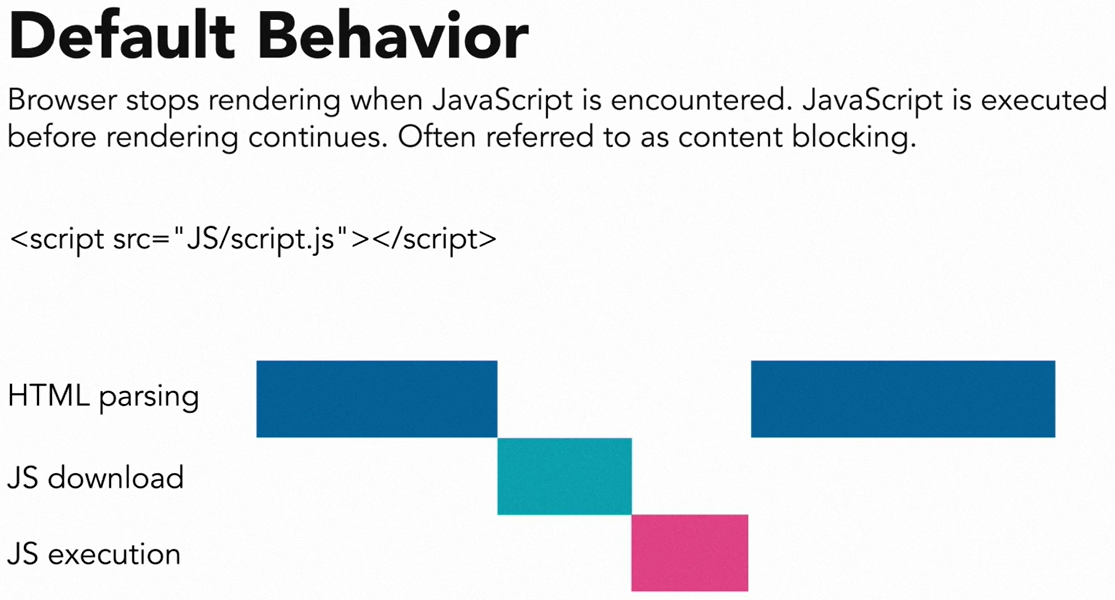 Default Behavior
Browser stops rendering when JavaScript is encountered. JavaScript is executed
before rendering continues. Often referred to as content blocking.
<script src="JS/script.js"></script>
HTML parsing
JS download
JS execution